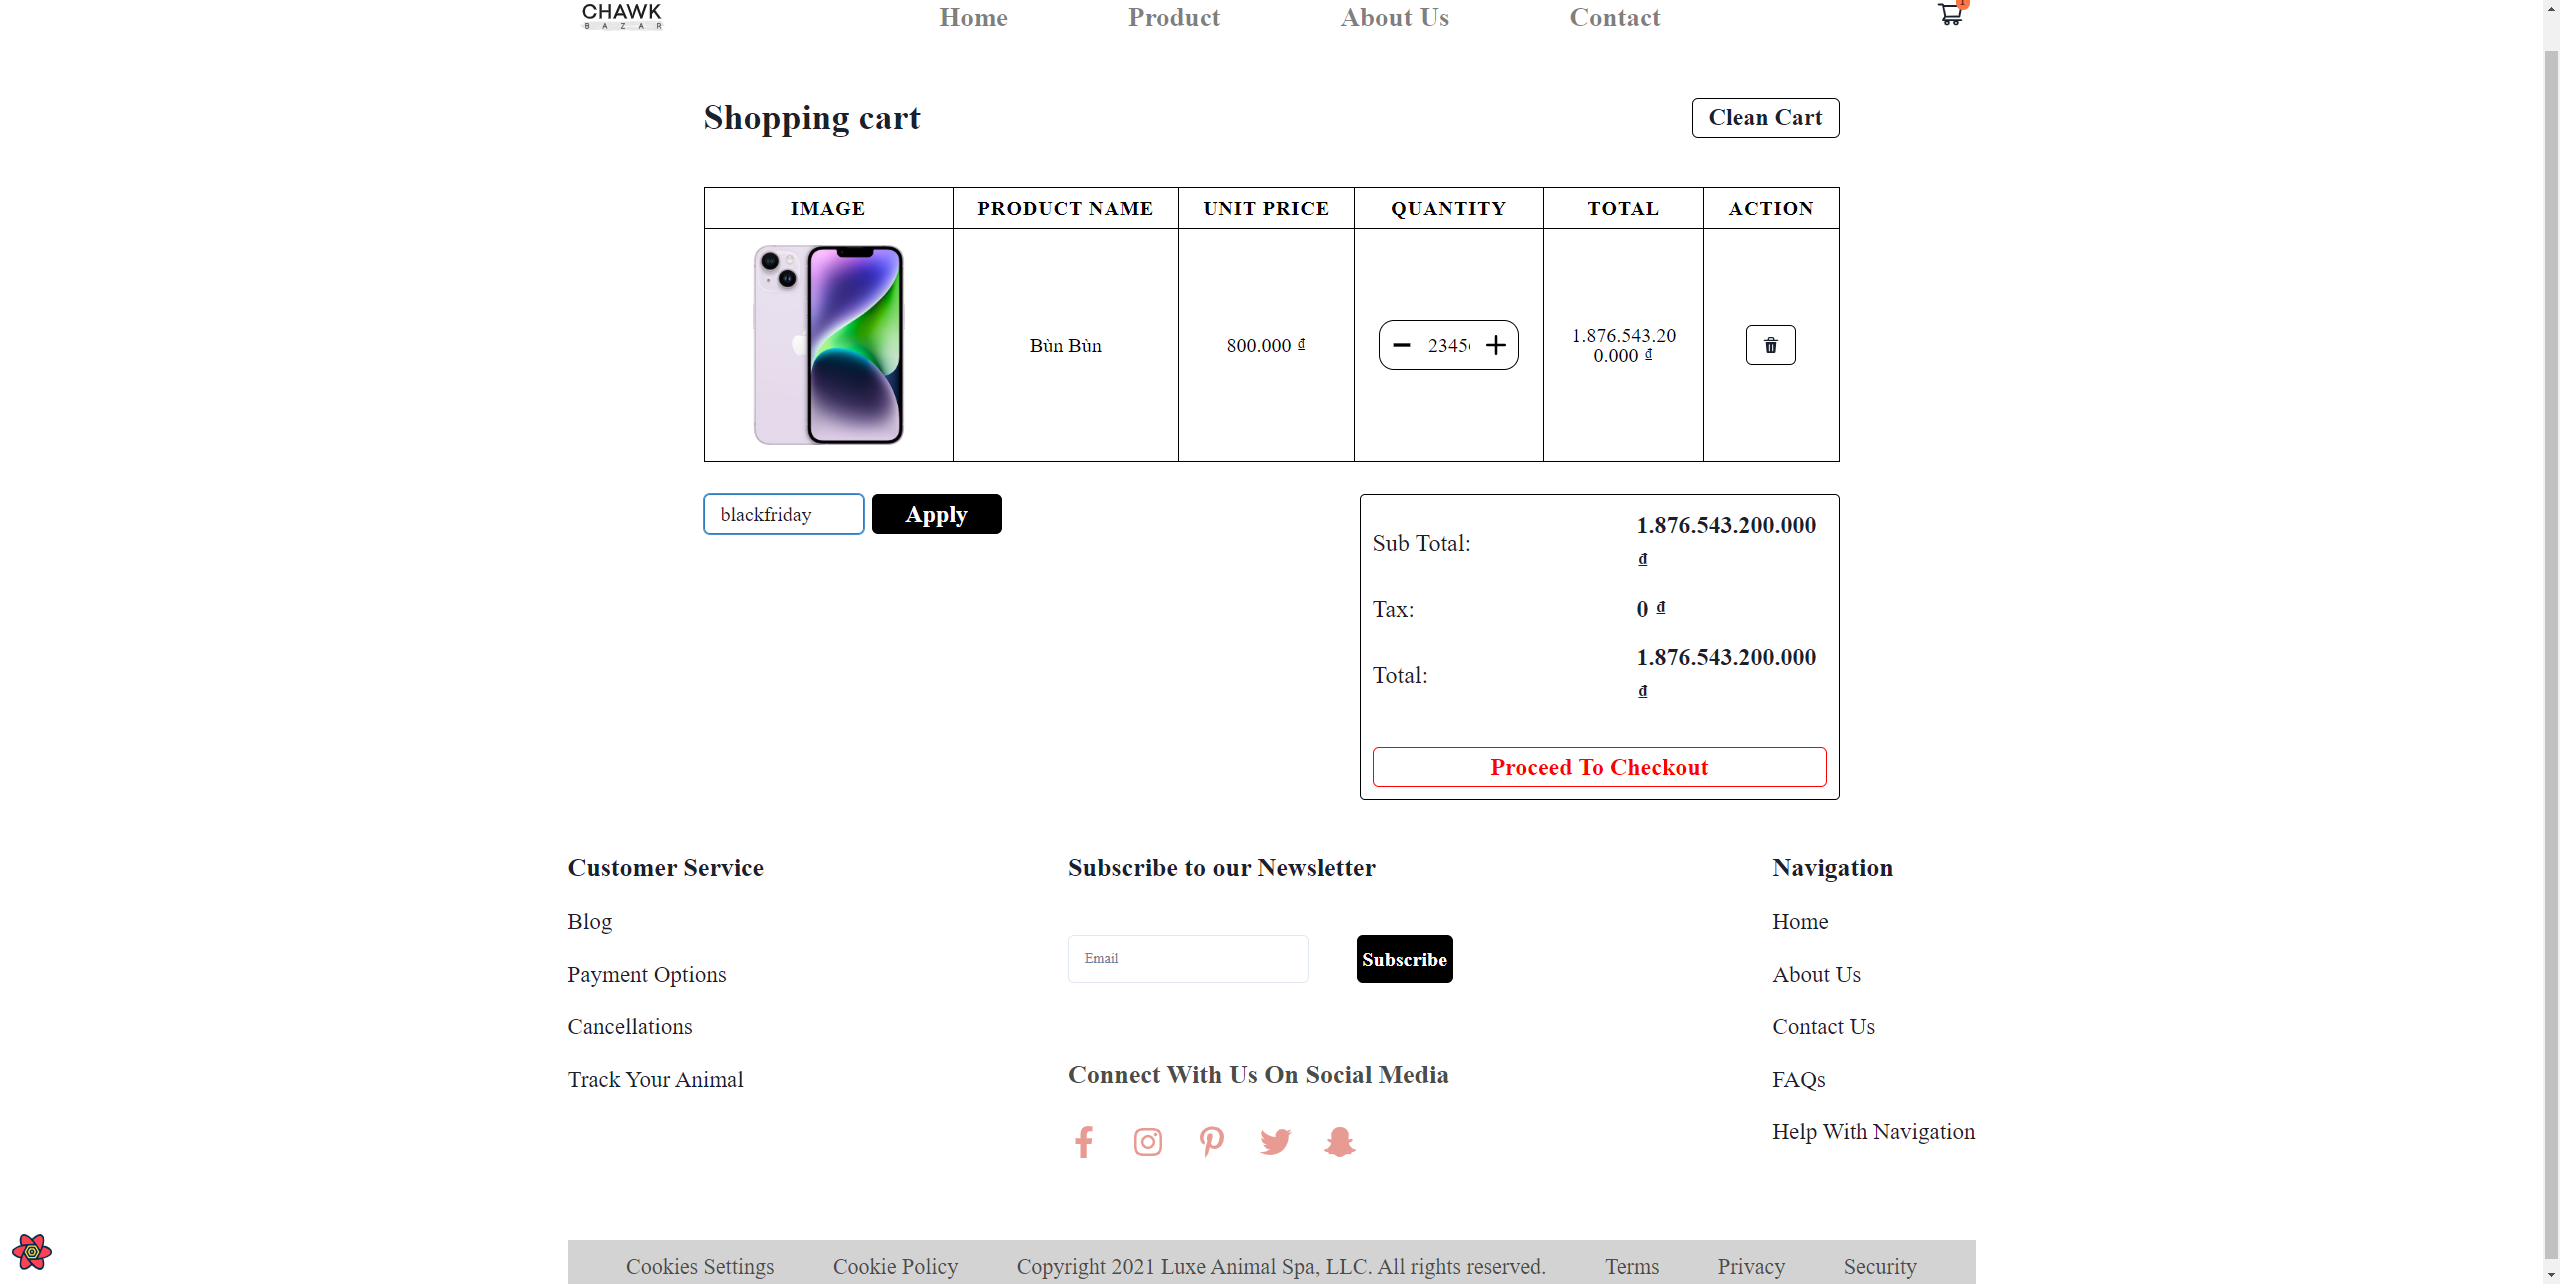 CHAWK
BAZAR
Home Product About Us Contact
1
Shopping cart
Clean Cart
IMAGE PRODUCT NAME UNIT PRICE QUANTITY TOTAL ACTION
Bùn Bùn
800.000 ₫
2345
1.876.543.20
0.000 ₫
blackfriday
Apply
Sub Total:
1.876.543.200.000
₫
Tax:
0 ₫
Total:
1.876.543.200.000
₫
Proceed To Checkout
Customer Service
Blog
Payment Options
Cancellations
Track Your Animal
Subscribe to our Newsletter
Email
Subscribe
Connect With Us On Social Media
Navigation
Home
About Us
Contact Us
FAQs
Help With Navigation
Cookies Settings Cookie Policy Copyright 2021 Luxe Animal Spa, LLC. All rights reserved. Terms Privacy Security